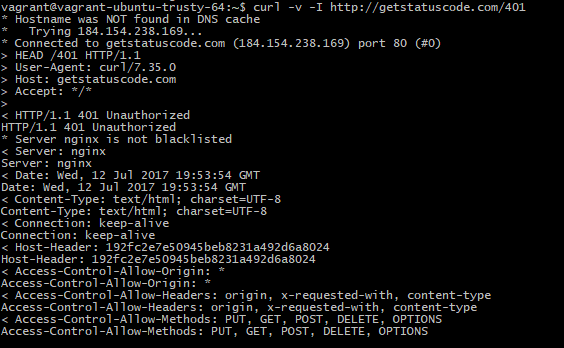 vagrant@vagrant-ubuntu-trusty-64:~$ curl -v -I http://getstatuscode.com/401
* Hostname was NOT found in DNS cache
*   Trying 184.154.238.169...
* Connected to getstatuscode.com (184.154.238.169) port 80 (#0)
> HEAD /401 HTTP/1.1
> User-Agent: curl/7.35.0
> Host: getstatuscode.com
> Accept: */*
>
< HTTP/1.1 401 Unauthorized
HTTP/1.1 401 Unauthorized
* Server nginx is not blacklisted
< Server: nginx
Server: nginx
< Date: Wed, 12 Jul 2017 19:53:54 GMT
Date: Wed, 12 Jul 2017 19:53:54 GMT
< Content-Type: text/html; charset=UTF-8
Content-Type: text/html; charset=UTF-8
< Connection: keep-alive
Connection: keep-alive
< Host-Header: 192fc2e7e50945beb8231a492d6a8024
Host-Header: 192fc2e7e50945beb8231a492d6a8024
< Access-Control-Allow-Origin: *
Access-Control-Allow-Origin: *
< Access-Control-Allow-Headers: origin, x-requested-with, content-type
Access-Control-Allow-Headers: origin, x-requested-with, content-type
< Access-Control-Allow-Methods: PUT, GET, POST, DELETE, OPTIONS
Access-Control-Allow-Methods: PUT, GET, POST, DELETE, OPTIONS